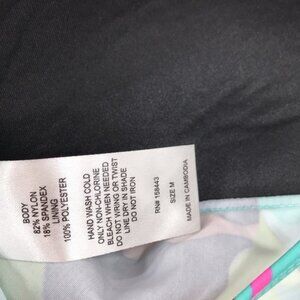 BODY
82% NYLON
18% SPANDEX
LINING
100% POLYESTER
HAND WASH COLD
ONLY NON-CHLORINE
BLEACH WHEN NEEDED
DO NOT WRING OR TWIST
LINE DRY IN SHADE
DO NOT IRON
RN# 158443
SIZE M
MADE IN CAMBODIA